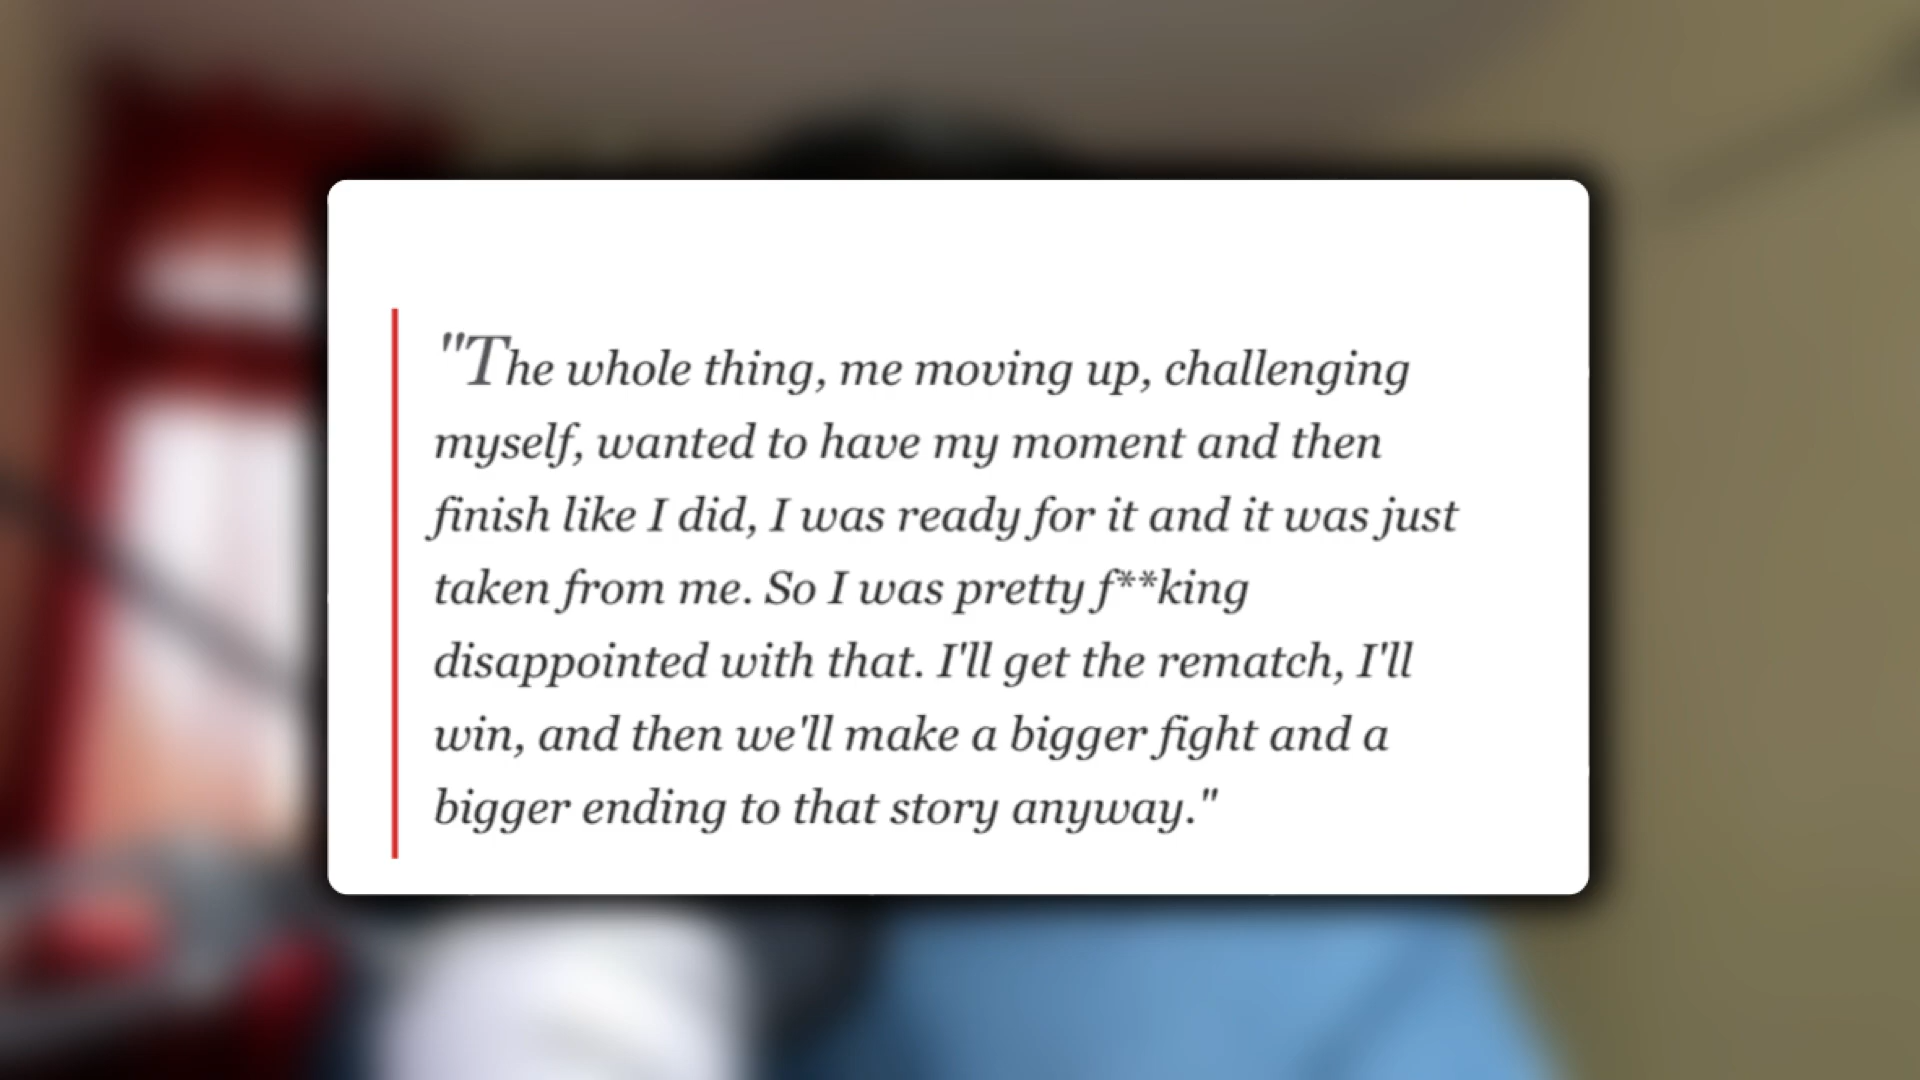 "The whole thing, me moving up, challenging
myself, wanted to have my moment and then
finish like I did, I was ready for it and it was just
taken from me. So I was pretty f**king
disappointed with that. I'll get the rematch, I'll
win, and then we'll make a bigger fight and a
bigger ending to that story anyway."